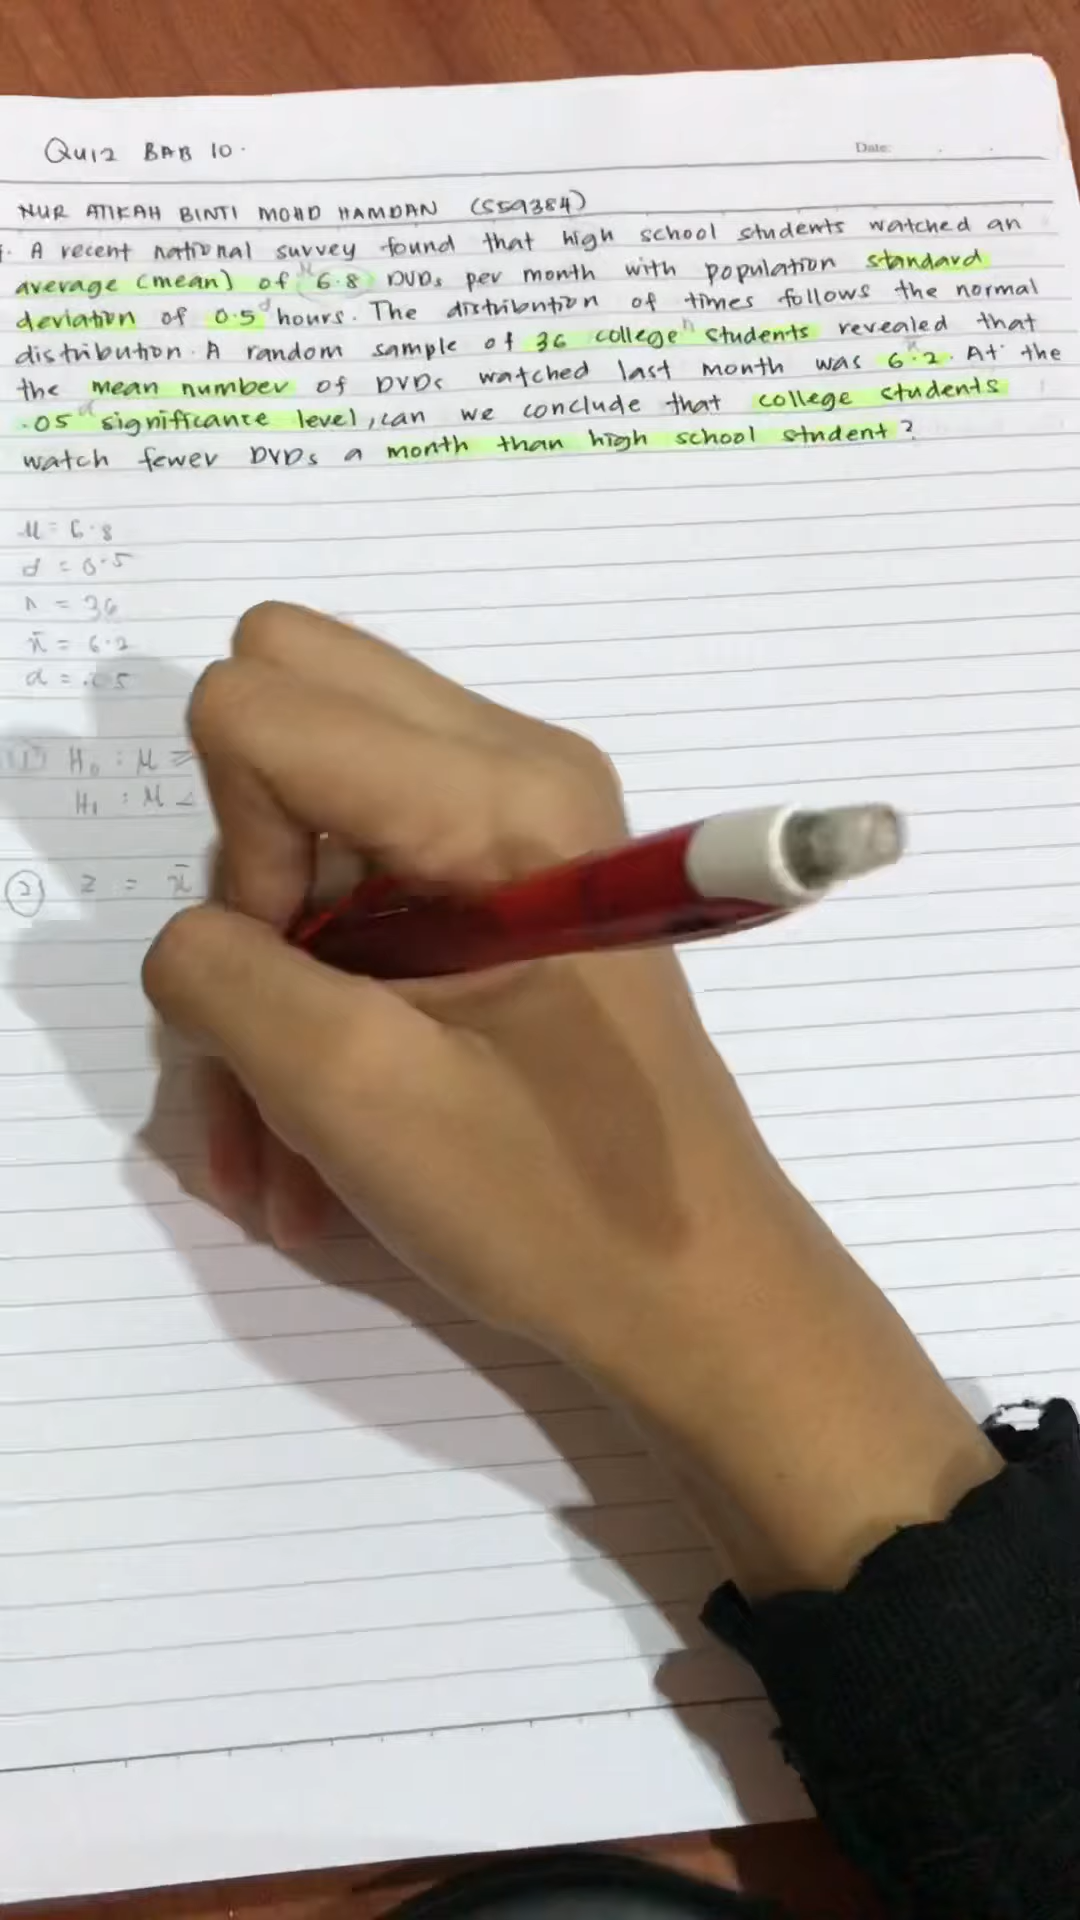 QUIZ BAB 10.
Date:
NUR ATIKAH BINTI MOHD HAMDAN (S59384)
1. A recent national survey found that high school students watched an
average (mean) of 6.8 DVDs per month with population standard
deviation of 0.5 hours. The distribution of times follows the normal
distribution. A random sample of 36 college students revealed that
the mean number of DVDs watched last month was 6.2. At the
.05 significance level, can we conclude that college students
watch fewer DVDs a month than high school student?
μ = 6.8
σ = 0.5
n = 36
x̄ = 6.2
α = .05
(1) H₀ : μ ≥
H₁ : μ <
(2) z = x̄